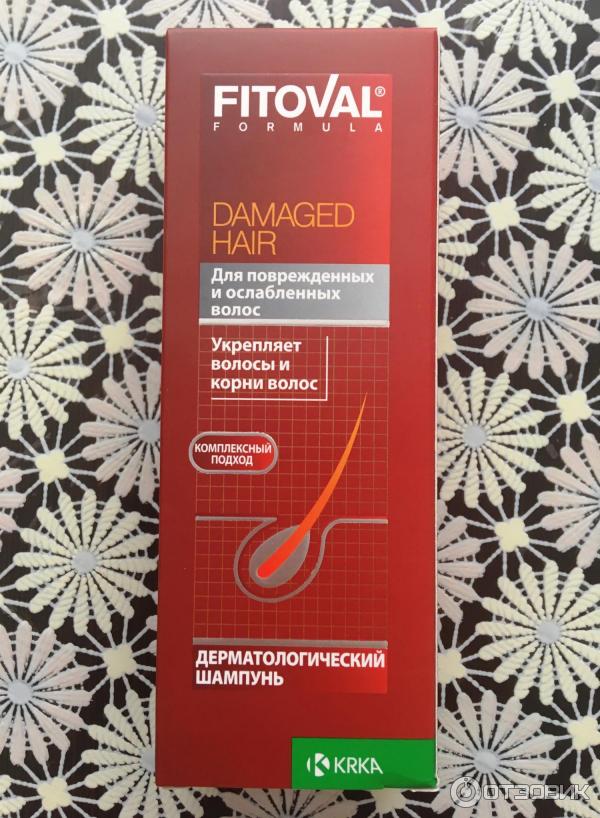 FITOVAL®
FORMULA
DAMAGED
HAIR
Для поврежденных
и ослабленных
волос
Укрепляет
волосы и
корни волос
КОМПЛЕКСНЫЙ
ПОДХОД
ДЕРМАТОЛОГИЧЕСКИЙ
ШАМПУНЬ
KRKA
ОТЗОВИК